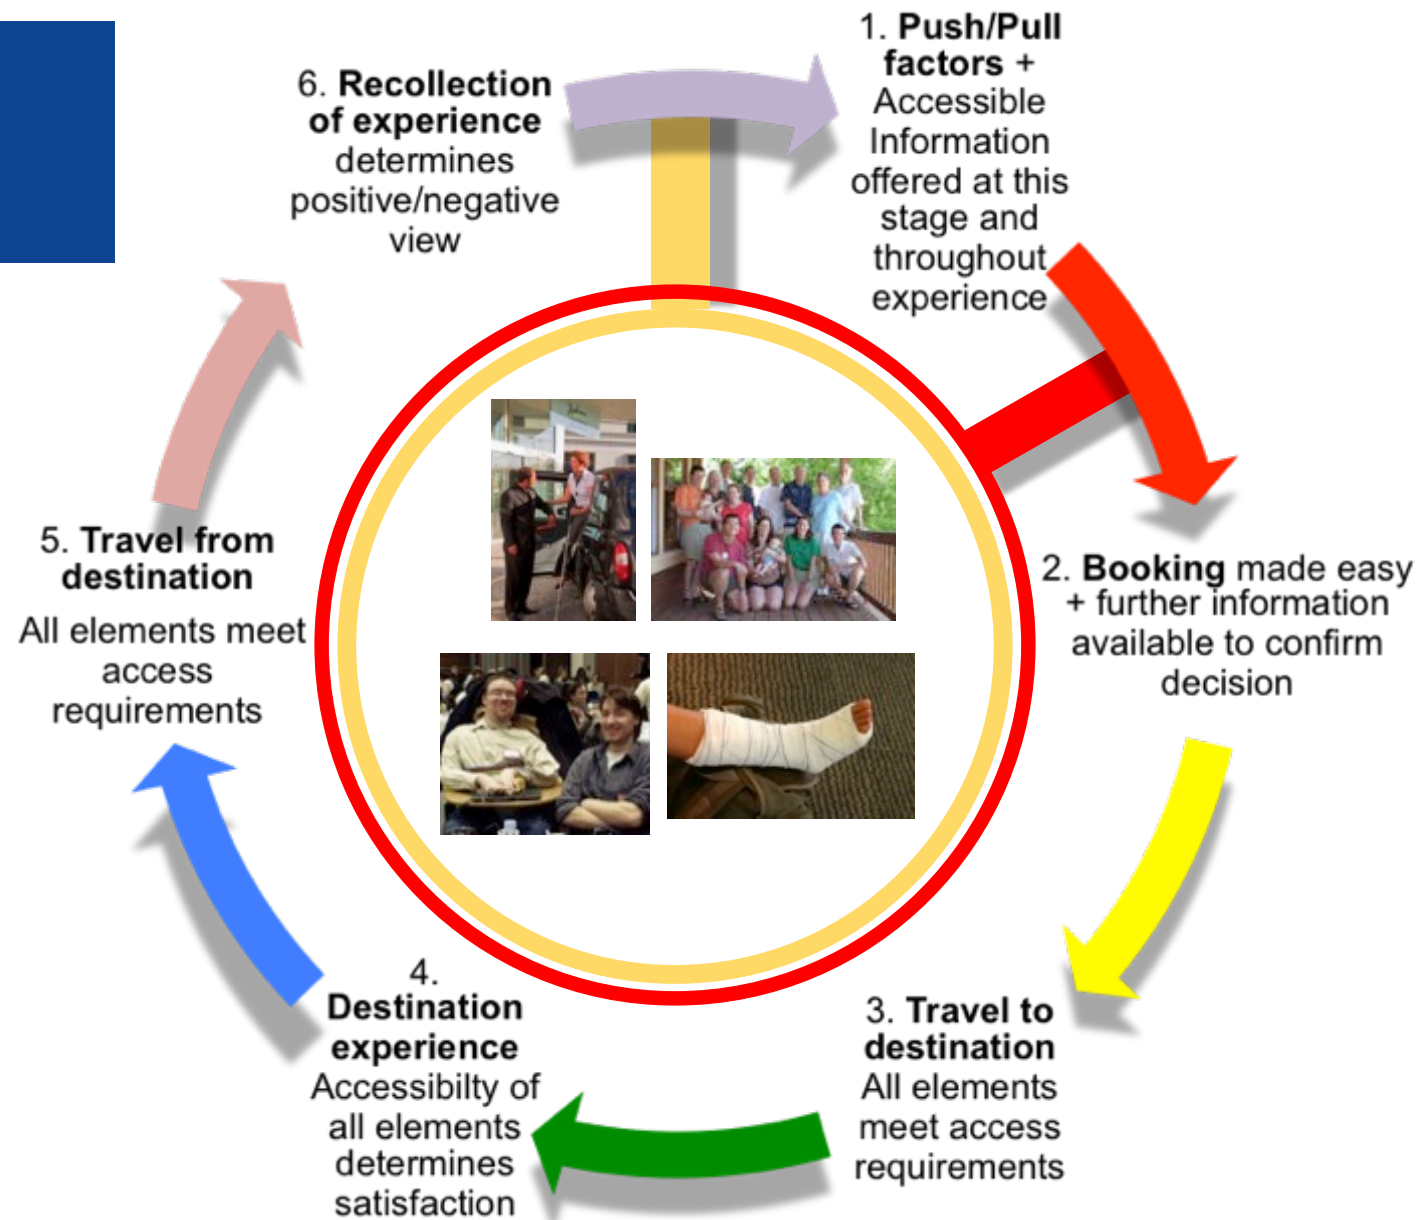 1. Push/Pull
factors +
Accessible
Information
offered at this
stage and
throughout
experience
2. Booking made easy
+ further information
available to confirm
decision
3. Travel to
destination
All elements
meet access
requirements
4.
Destination
experience
Accessibilty of
all elements
determines
satisfaction
5. Travel from
destination
All elements meet
access
requirements
6. Recollection
of experience
determines
positive/negative
view